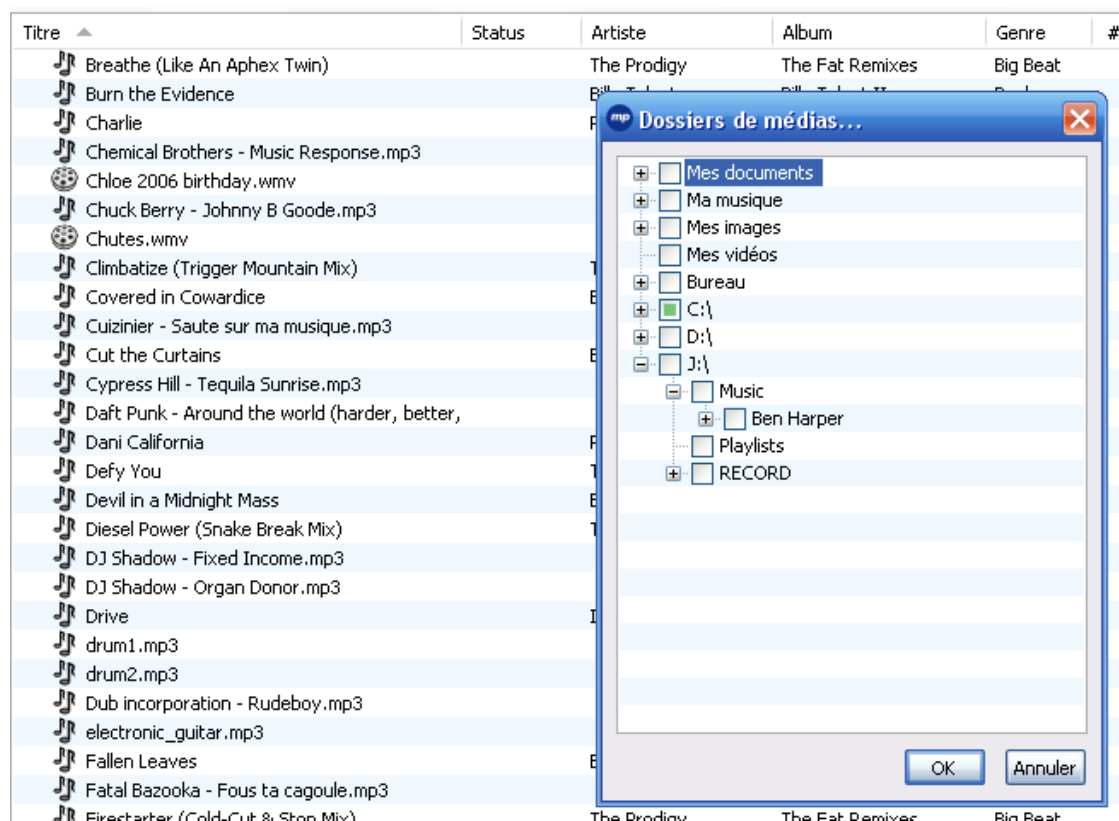 Titre Status Artiste Album Genre #
Breathe (Like An Aphex Twin) The Prodigy The Fat Remixes Big Beat
Burn the Evidence
Charlie
Chemical Brothers - Music Response.mp3
Chloe 2006 birthday.wmv
Chuck Berry - Johnny B Goode.mp3
Chutes.wmv
Climbatize (Trigger Mountain Mix)
Covered in Cowardice
Cuizinier - Saute sur ma musique.mp3
Cut the Curtains
Cypress Hill - Tequila Sunrise.mp3
Daft Punk - Around the world (harder, better,
Dani California
Defy You
Devil in a Midnight Mass
Diesel Power (Snake Break Mix)
DJ Shadow - Fixed Income.mp3
DJ Shadow - Organ Donor.mp3
Drive
drum1.mp3
drum2.mp3
Dub incorporation - Rudeboy.mp3
electronic_guitar.mp3
Fallen Leaves
Fatal Bazooka - Fous ta cagoule.mp3
Firestarter (Cold-Cut & Stop Mix) The Prodigy The Fat Remixes Big Beat
mp Dossiers de médias...
Mes documents
Ma musique
Mes images
Mes vidéos
Bureau
C:\
D:\
J:\
Music
Ben Harper
Playlists
RECORD
OK Annuler